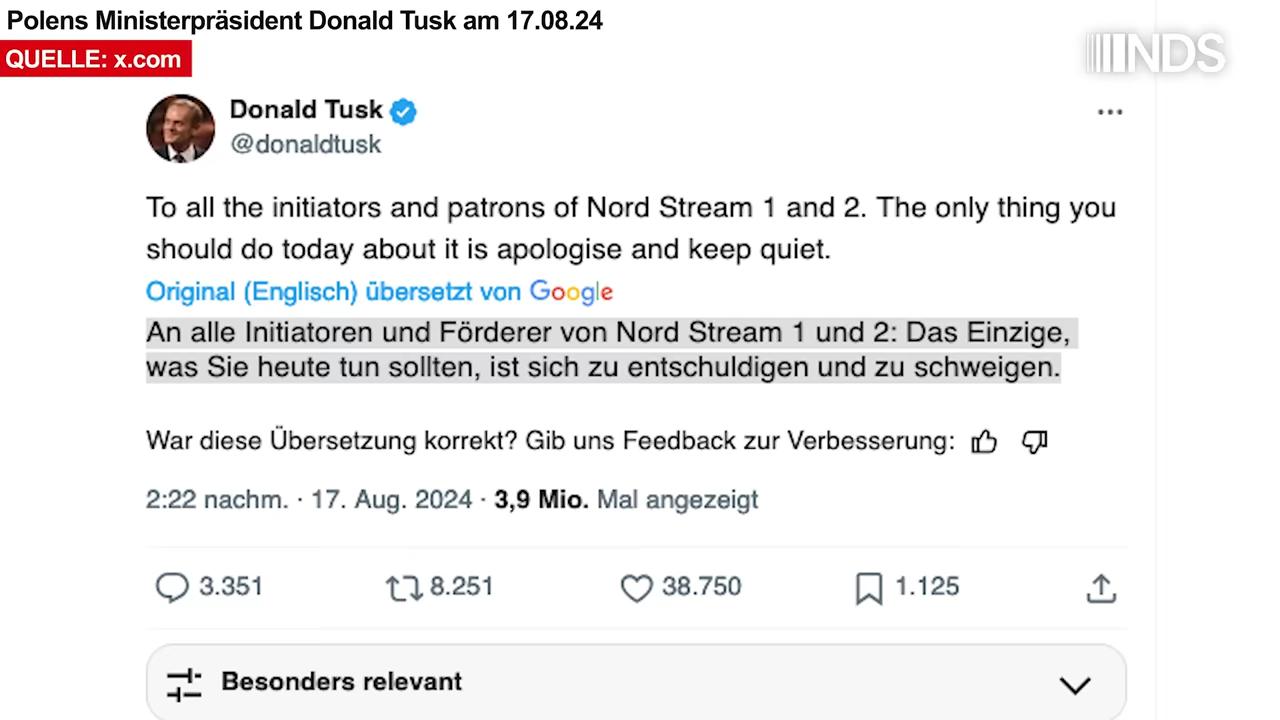 Polens Ministerpräsident Donald Tusk am 17.08.24
QUELLE: x.com
NDS
Donald Tusk
@donaldtusk
To all the initiators and patrons of Nord Stream 1 and 2. The only thing you
should do today about it is apologise and keep quiet.
Original (Englisch) übersetzt von Google
An alle Initiatoren und Förderer von Nord Stream 1 und 2: Das Einzige,
was Sie heute tun sollten, ist sich zu entschuldigen und zu schweigen.
War diese Übersetzung korrekt? Gib uns Feedback zur Verbesserung:
2:22 nachm. · 17. Aug. 2024 · 3,9 Mio. Mal angezeigt
3.351 8.251 38.750 1.125
Besonders relevant